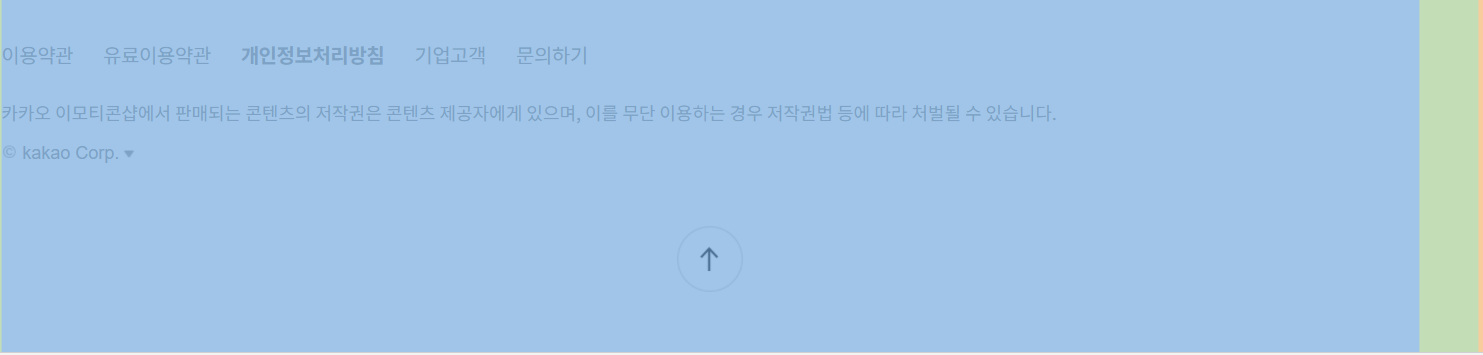 이용약관 유료이용약관 개인정보처리방침 기업고객 문의하기
카카오 이모티콘샵에서 판매되는 콘텐츠의 저작권은 콘텐츠 제공자에게 있으며, 이를 무단 이용하는 경우 저작권법 등에 따라 처벌될 수 있습니다.
© kakao Corp.